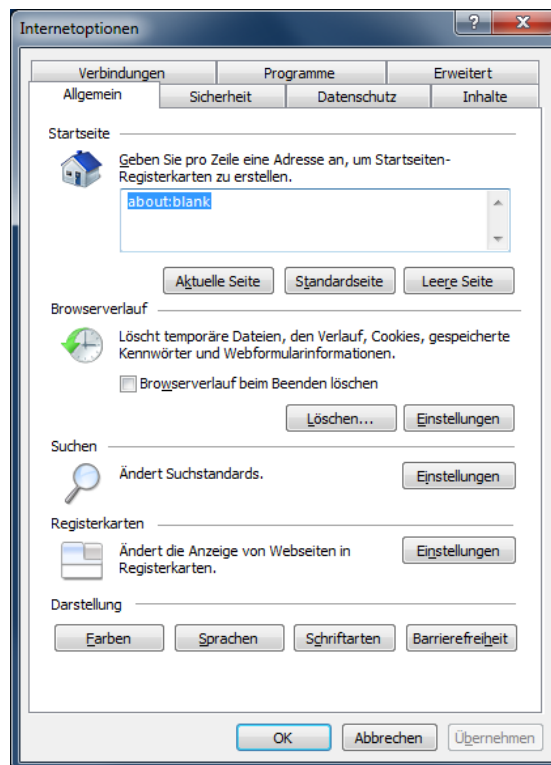 Internetoptionen
Verbindungen Programme Erweitert
Allgemein Sicherheit Datenschutz Inhalte
Startseite
Geben Sie pro Zeile eine Adresse an, um Startseiten-
Registerkarten zu erstellen.
about:blank
Aktuelle Seite Standardseite Leere Seite
Browserverlauf
Löscht temporäre Dateien, den Verlauf, Cookies, gespeicherte
Kennwörter und Webformularinformationen.
Browserverlauf beim Beenden löschen
Löschen... Einstellungen
Suchen
Ändert Suchstandards.
Einstellungen
Registerkarten
Ändert die Anzeige von Webseiten in
Registerkarten.
Einstellungen
Darstellung
Farben Sprachen Schriftarten Barrierefreiheit
OK Abbrechen Übernehmen